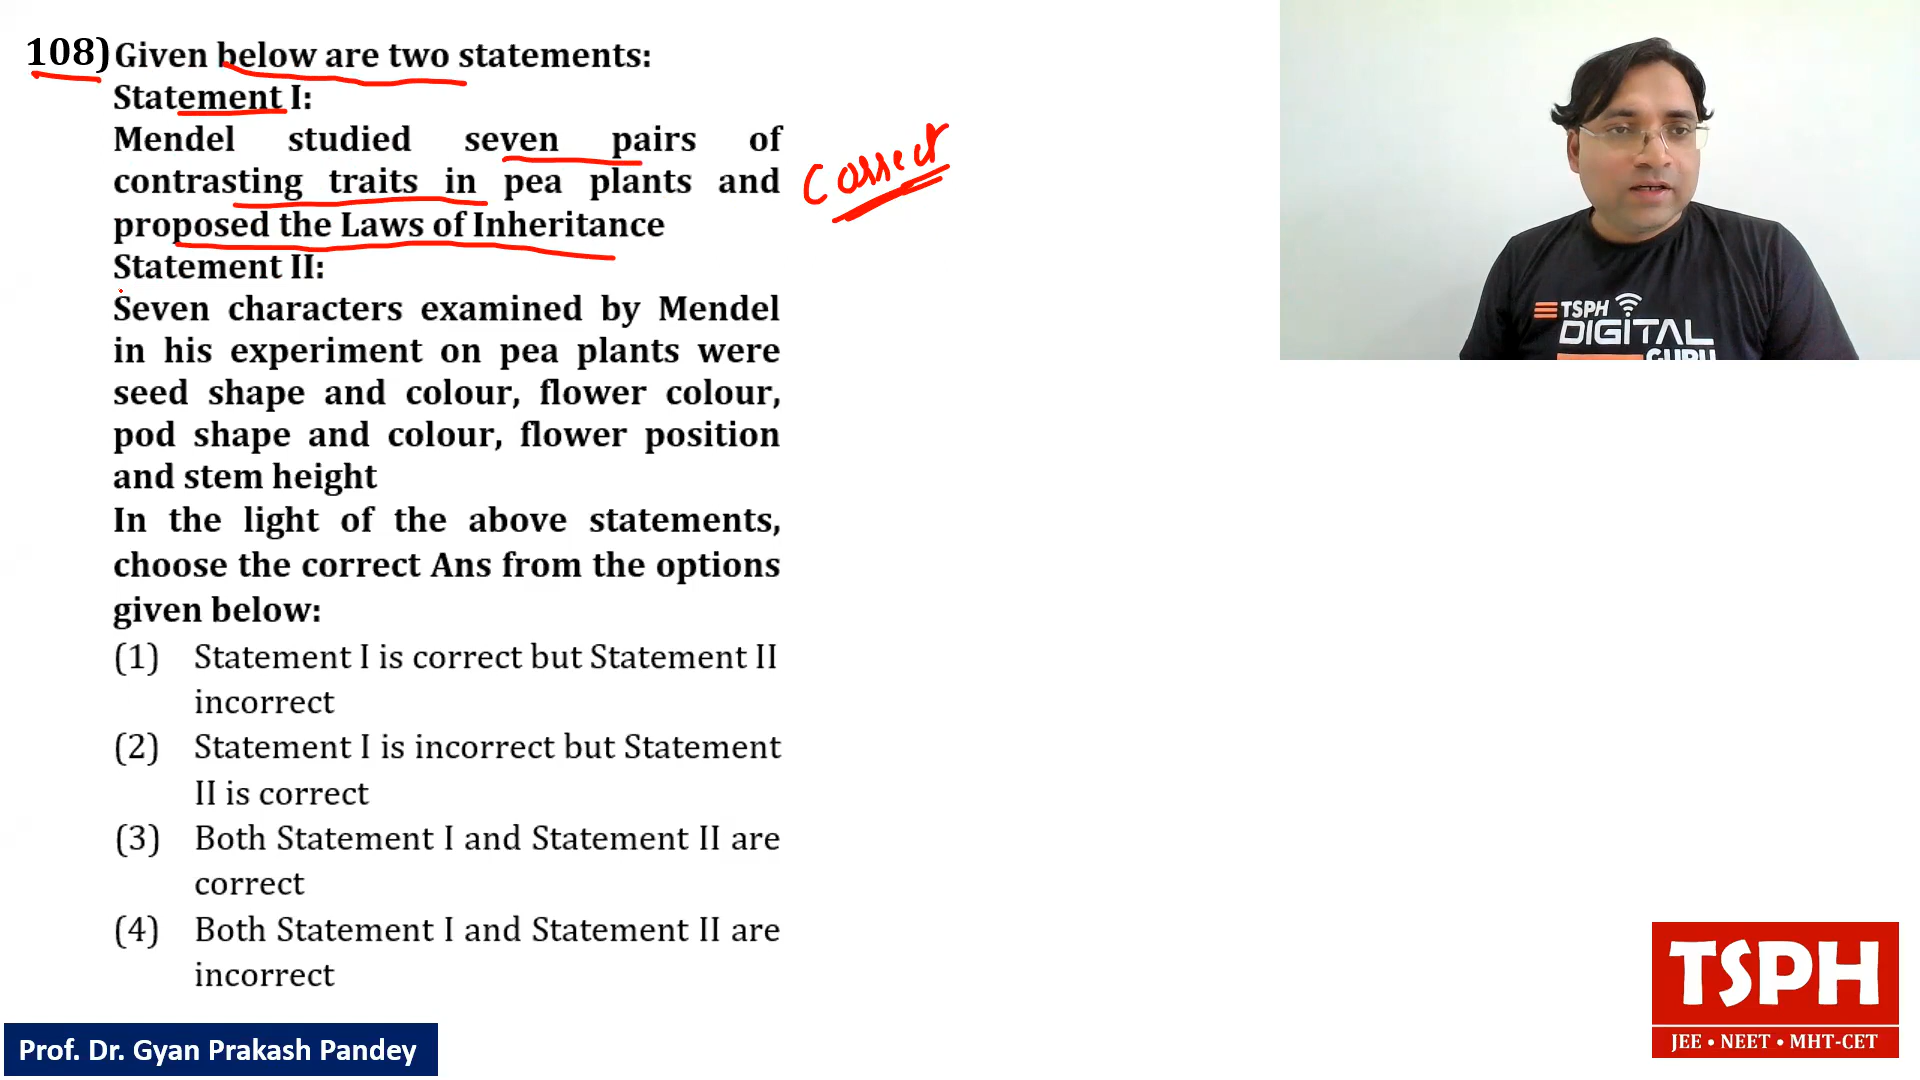 108) Given below are two statements:
Statement I:
Mendel studied seven pairs of
contrasting traits in pea plants and
proposed the Laws of Inheritance
Correct
Statement II:
Seven characters examined by Mendel
in his experiment on pea plants were
seed shape and colour, flower colour,
pod shape and colour, flower position
and stem height
In the light of the above statements,
choose the correct Ans from the options
given below:
(1) Statement I is correct but Statement II
incorrect
(2) Statement I is incorrect but Statement
II is correct
(3) Both Statement I and Statement II are
correct
(4) Both Statement I and Statement II are
incorrect
Prof. Dr. Gyan Prakash Pandey
TSPH
DIGITAL
GURU
TSPH
JEE • NEET • MHT-CET